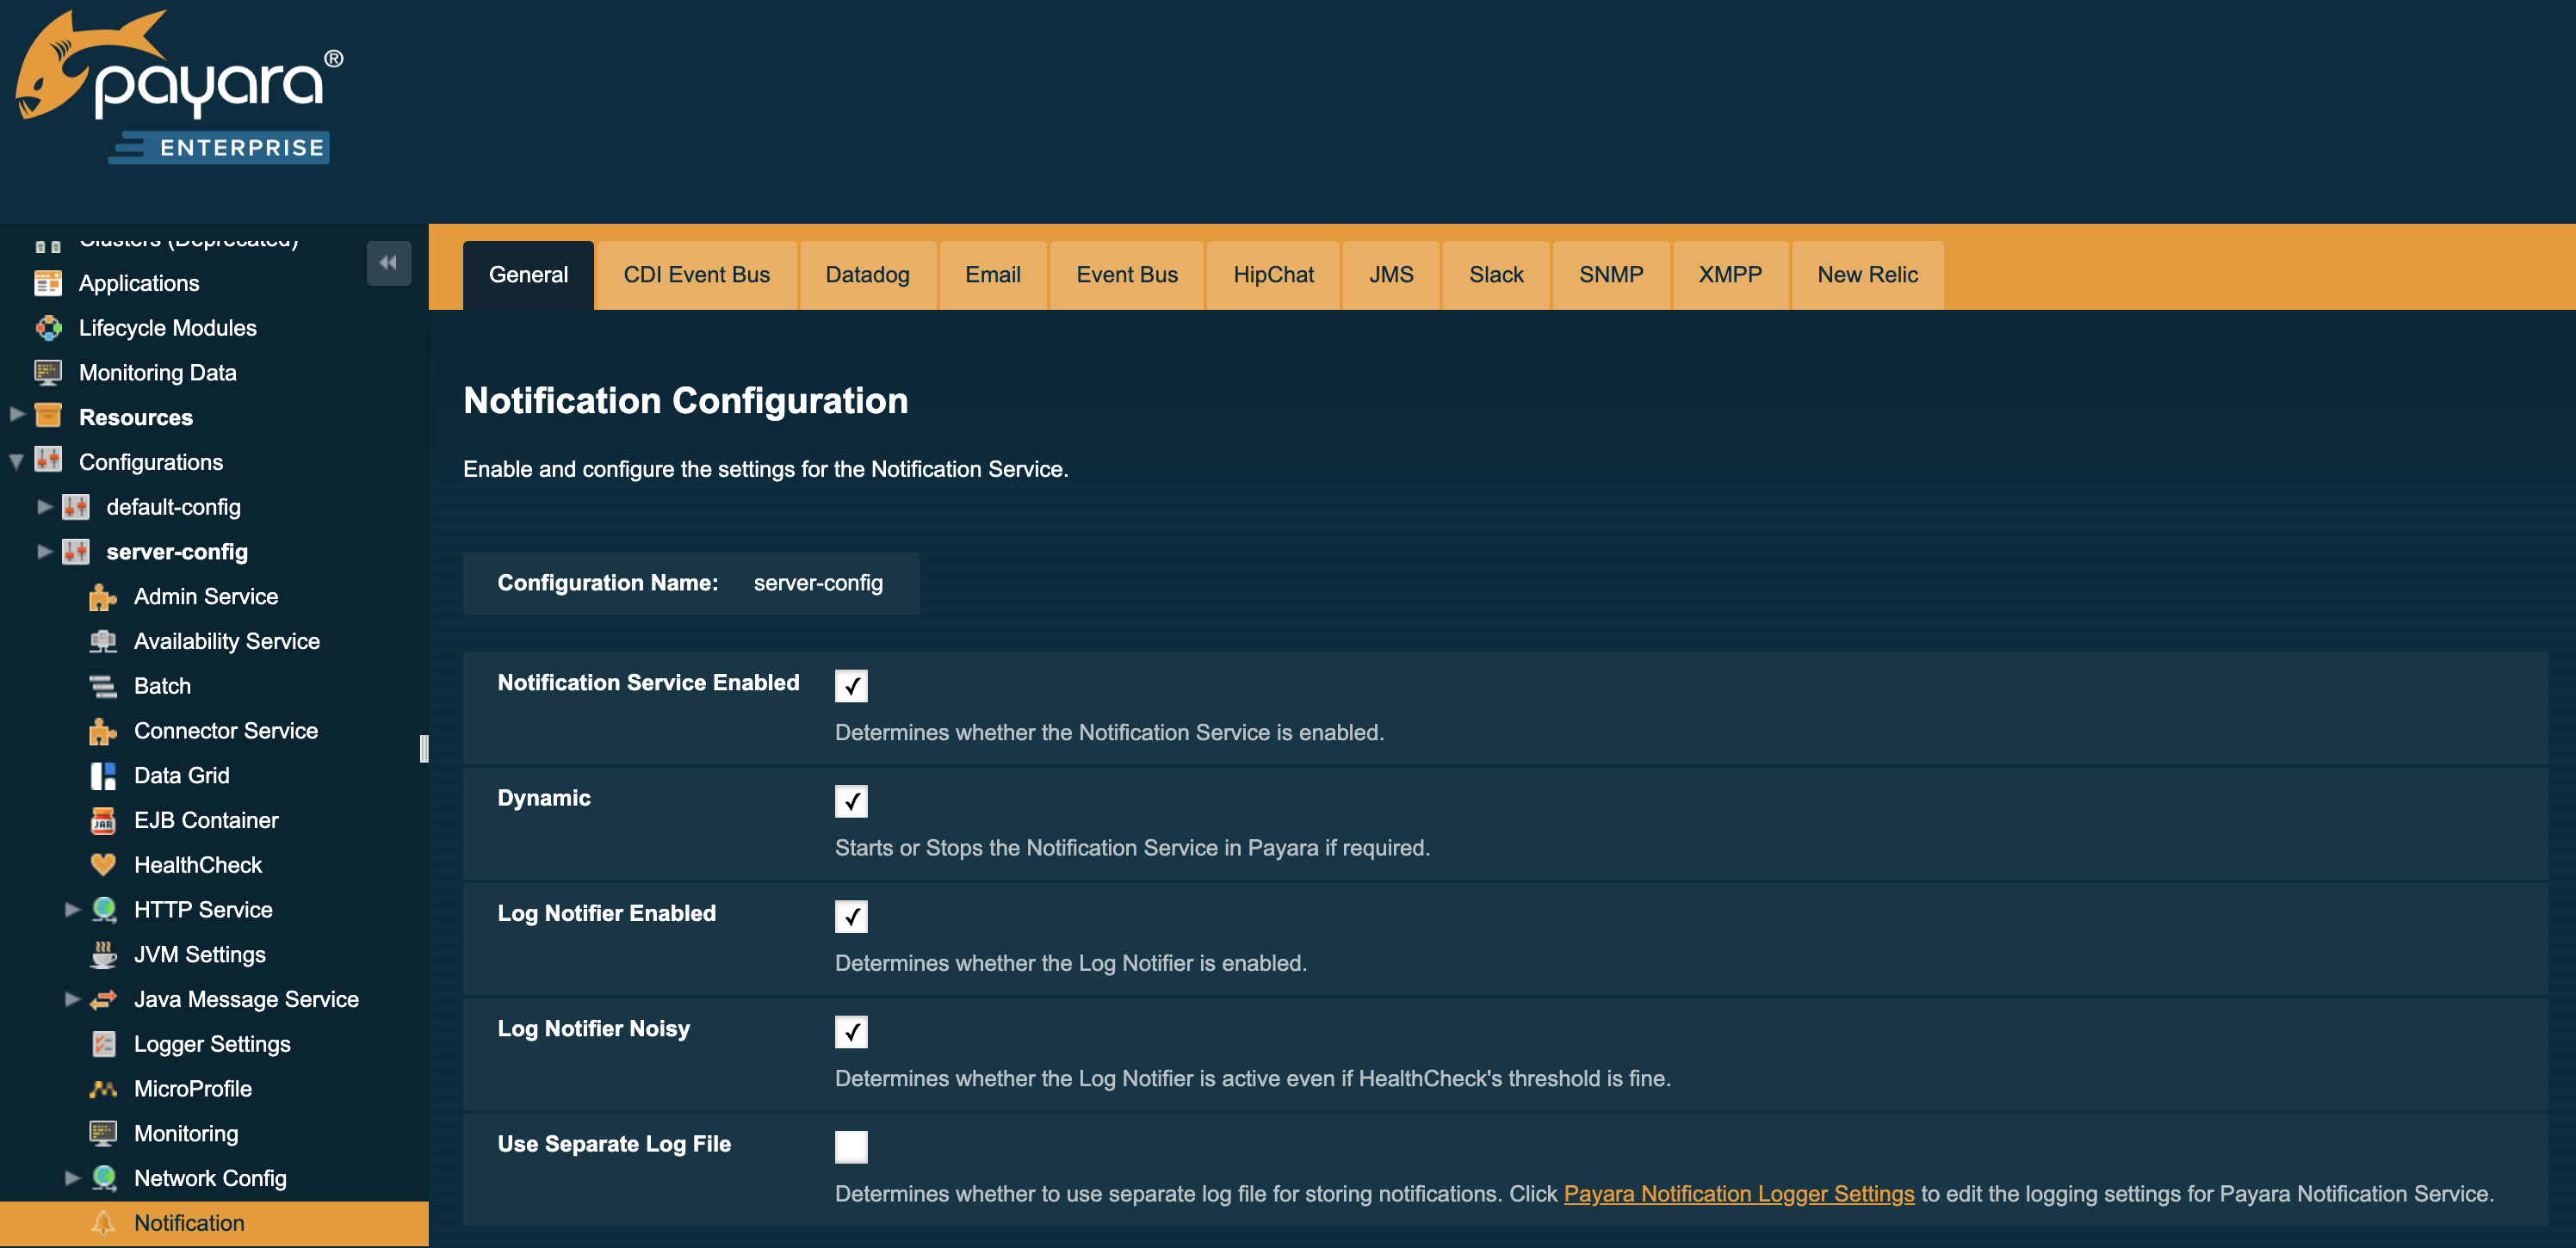 payara®
ENTERPRISE
Clusters (Deprecated)
Applications
Lifecycle Modules
Monitoring Data
Resources
Configurations
default-config
server-config
Admin Service
Availability Service
Batch
Connector Service
Data Grid
JAR
EJB Container
HealthCheck
HTTP Service
JVM Settings
Java Message Service
Logger Settings
MicroProfile
Monitoring
Network Config
Notification
General CDI Event Bus Datadog Email Event Bus HipChat JMS Slack SNMP XMPP New Relic
Notification Configuration
Enable and configure the settings for the Notification Service.
Configuration Name: server-config
Notification Service Enabled
Determines whether the Notification Service is enabled.
Dynamic
Starts or Stops the Notification Service in Payara if required.
Log Notifier Enabled
Determines whether the Log Notifier is enabled.
Log Notifier Noisy
Determines whether the Log Notifier is active even if HealthCheck's threshold is fine.
Use Separate Log File
Determines whether to use separate log file for storing notifications. Click Payara Notification Logger Settings to edit the logging settings for Payara Notification Service.